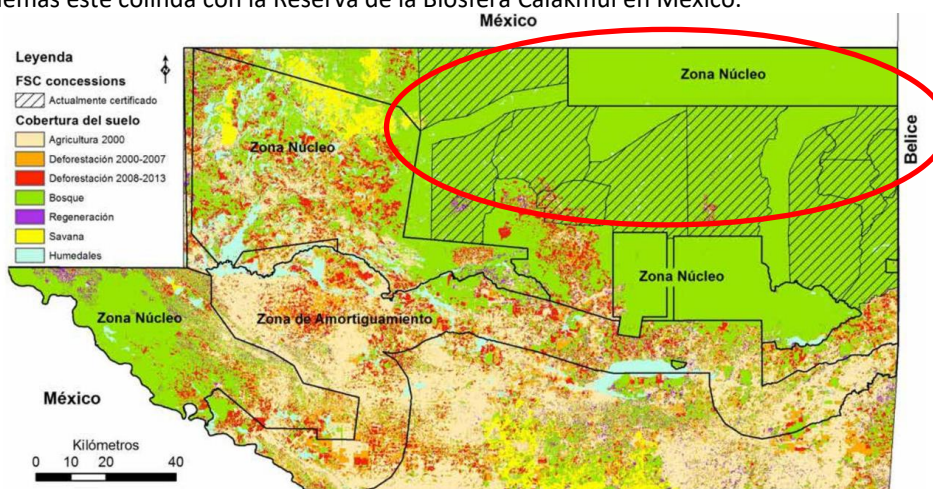 demás este colinda con la Reserva de la Biosfera Calakmul en México.
México
Leyenda
FSC concessions
Actualmente certificado
Cobertura del suelo
Agricultura 2000
Deforestación 2000-2007
Deforestación 2008-2013
Bosque
Regeneración
Savana
Humedales
N
Zona Núcleo
Zona Núcleo
Belice
Zona Núcleo
Zona Núcleo
Zona de Amortiguamiento
México
Kilómetros
0 10 20 40